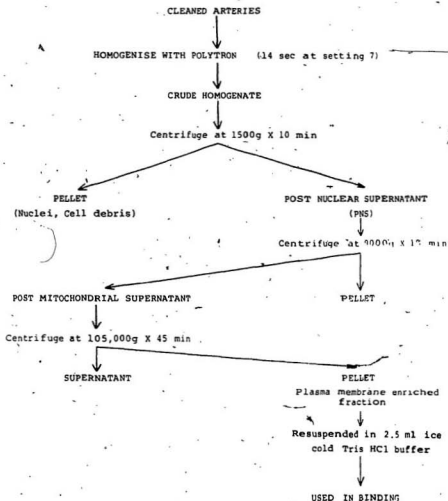 CLEANED ARTERIES
HOMOGENISE WITH POLYTRON (14 sec at setting 7)
CRUDE HOMOGENATE
Centrifuge at 1500g X 10 min
PELLET
(Nuclei, Cell debris)
POST NUCLEAR SUPERNATANT
(PNS)
Centrifuge at X min
POST MITOCHONDRIAL SUPERNATANT
PELLET
Centrifuge at 105,000g X 45 min
SUPERNATANT
PELLET
Plasma membrane enriched
fraction
Resuspended in 2.5 ml ice
cold Tris HCl buffer
USED IN BINDING